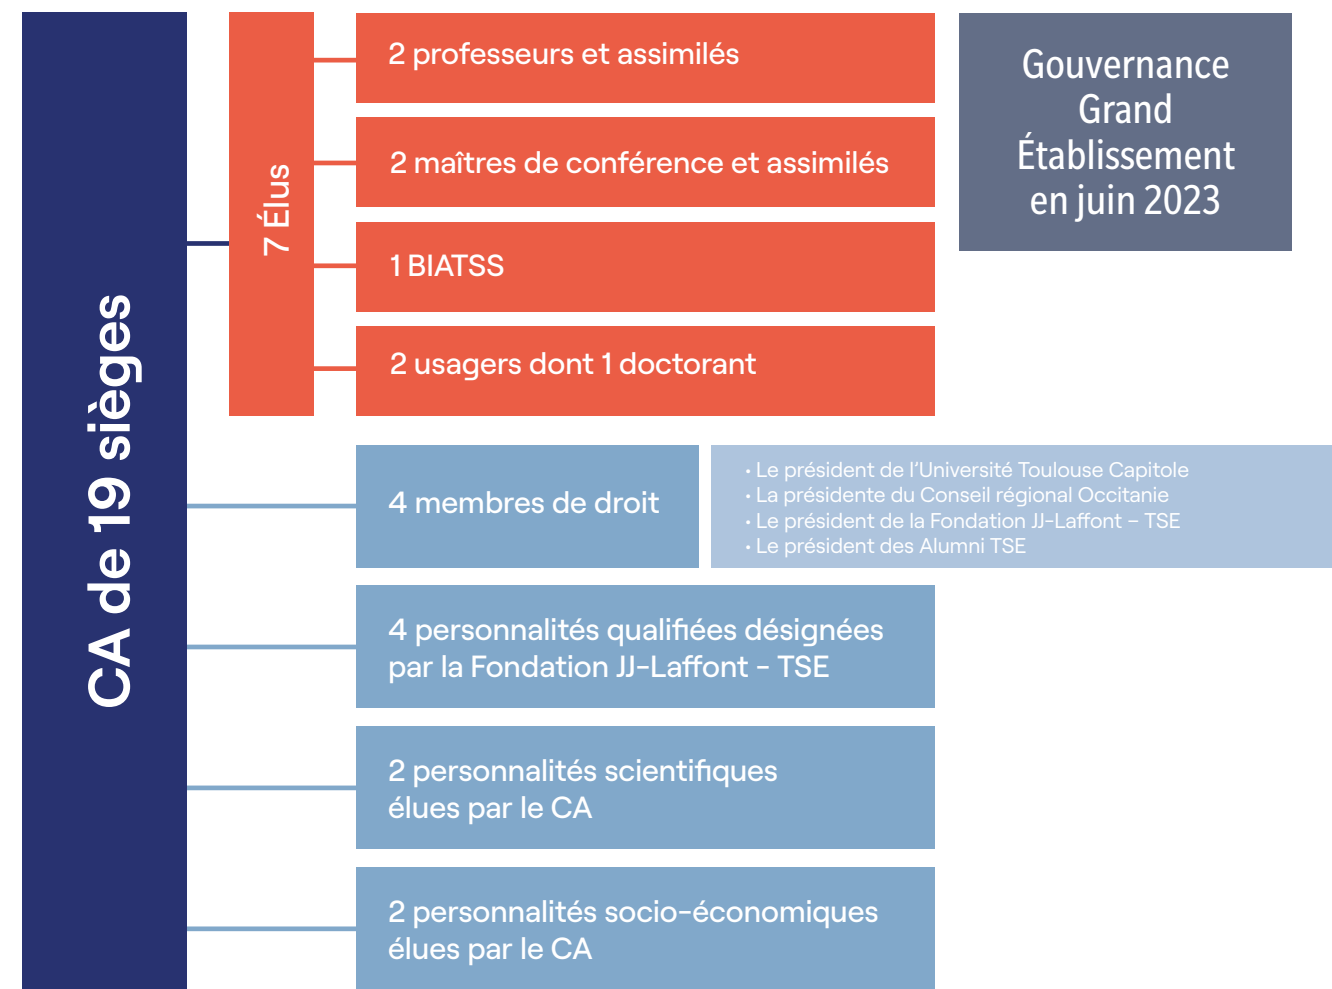 CA de 19 sièges
7 Élus
2 professeurs et assimilés
2 maîtres de conférence et assimilés
1 BIATSS
2 usagers dont 1 doctorant
Gouvernance
Grand
Établissement
en juin 2023
4 membres de droit
• Le président de l'Université Toulouse Capitole
• La présidente du Conseil régional Occitanie
• Le président de la Fondation JJ-Laffont – TSE
• Le président des Alumni TSE
4 personnalités qualifiées désignées
par la Fondation JJ-Laffont - TSE
2 personnalités scientifiques
élues par le CA
2 personnalités socio-économiques
élues par le CA